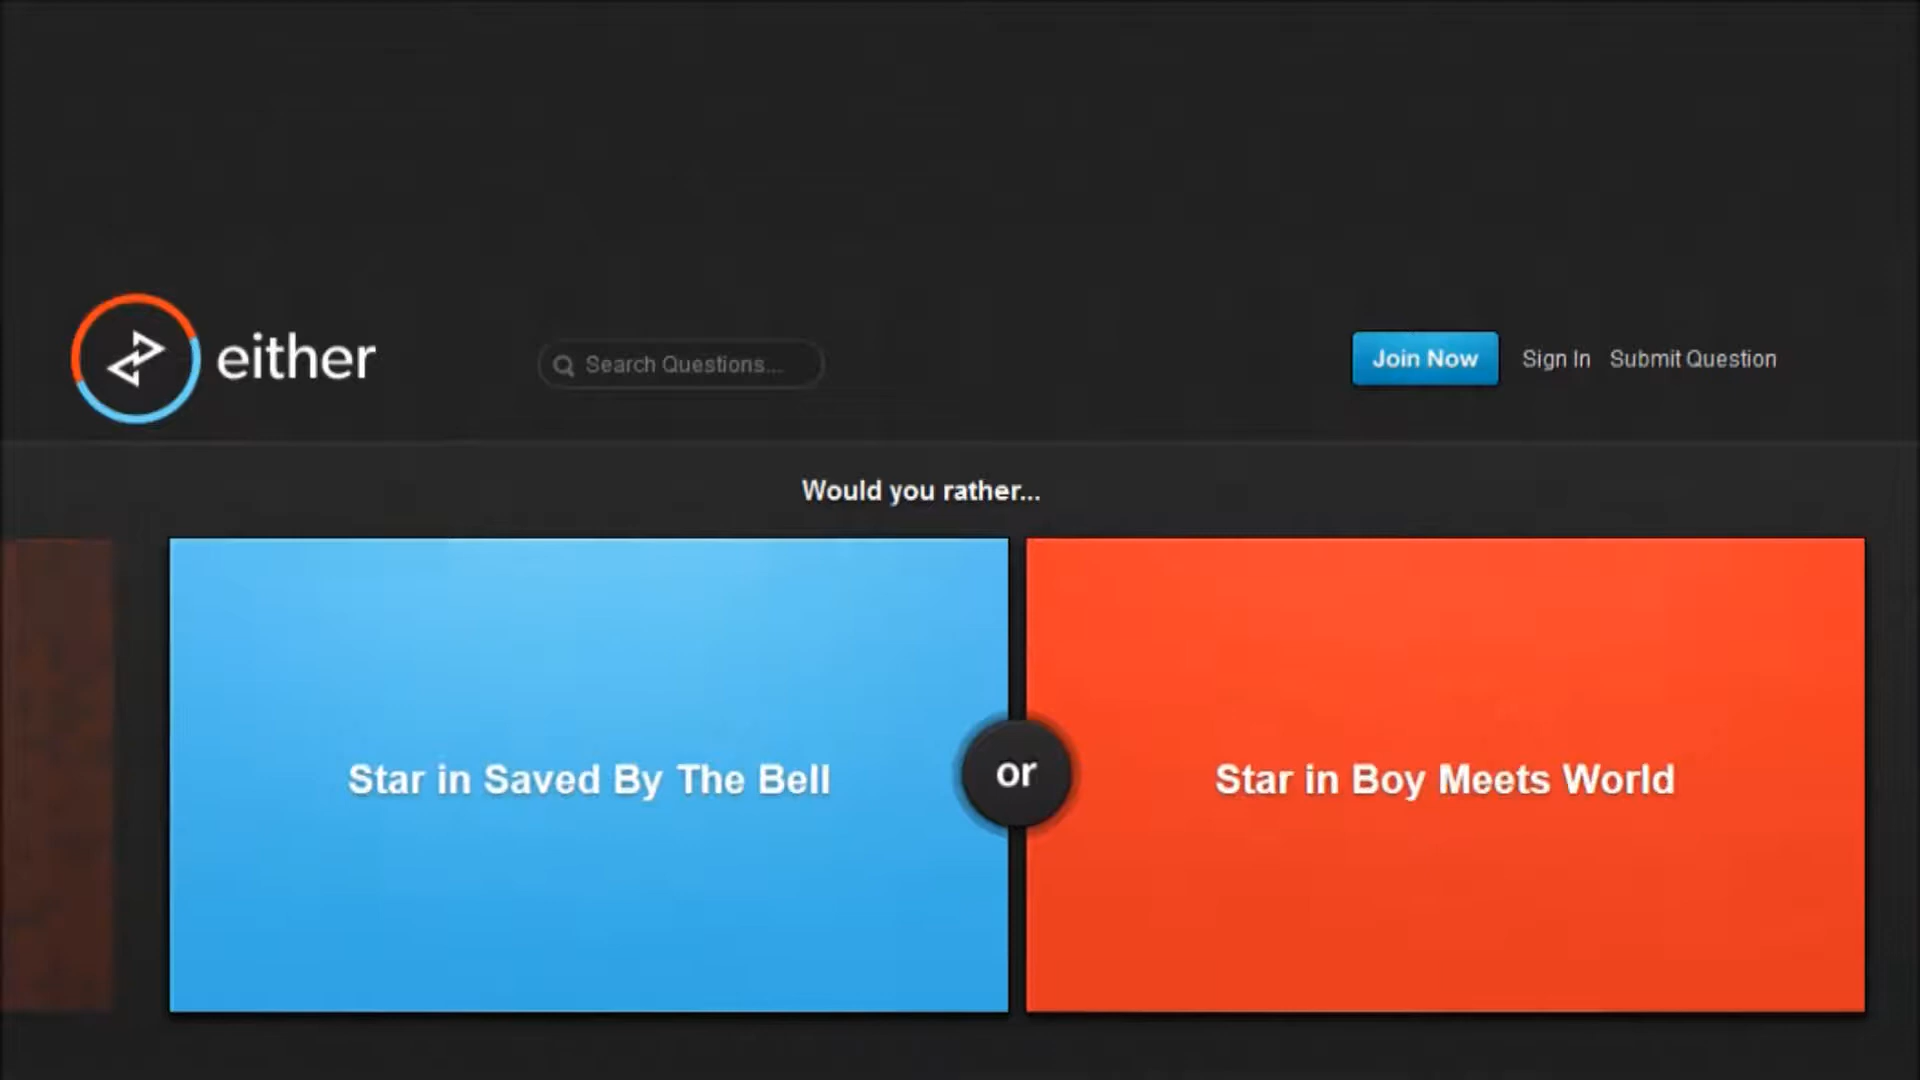 either
Search Questions...
Join Now
Sign In
Submit Question
Would you rather...
Star in Saved By The Bell
or
Star in Boy Meets World